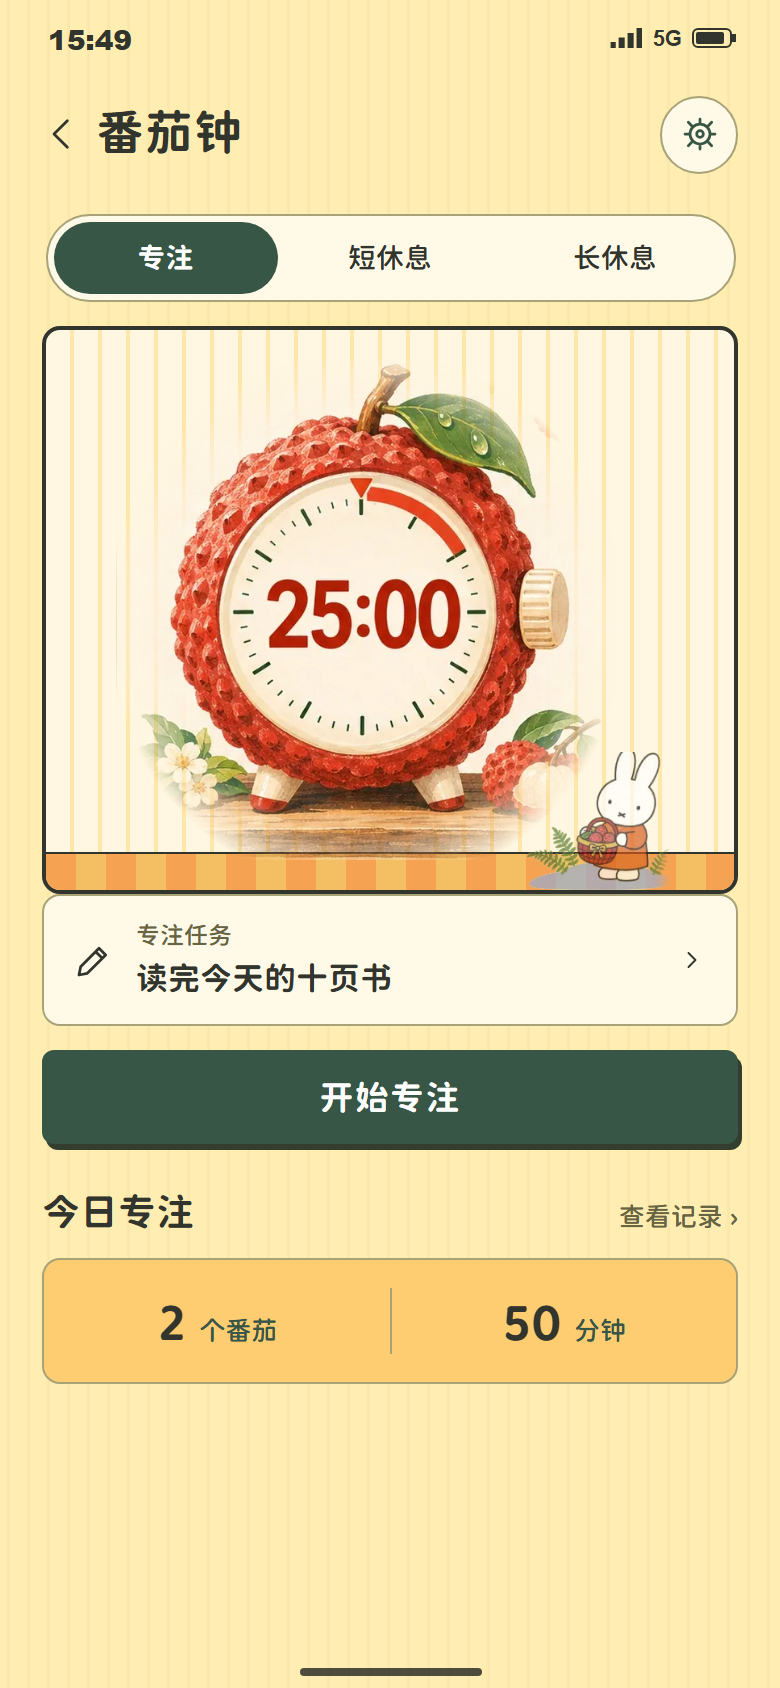 15:49 5G
番茄钟
专注 短休息 长休息
25:00
专注任务
读完今天的十页书
开始专注
今日专注 查看记录 ›
2 个番茄 50 分钟